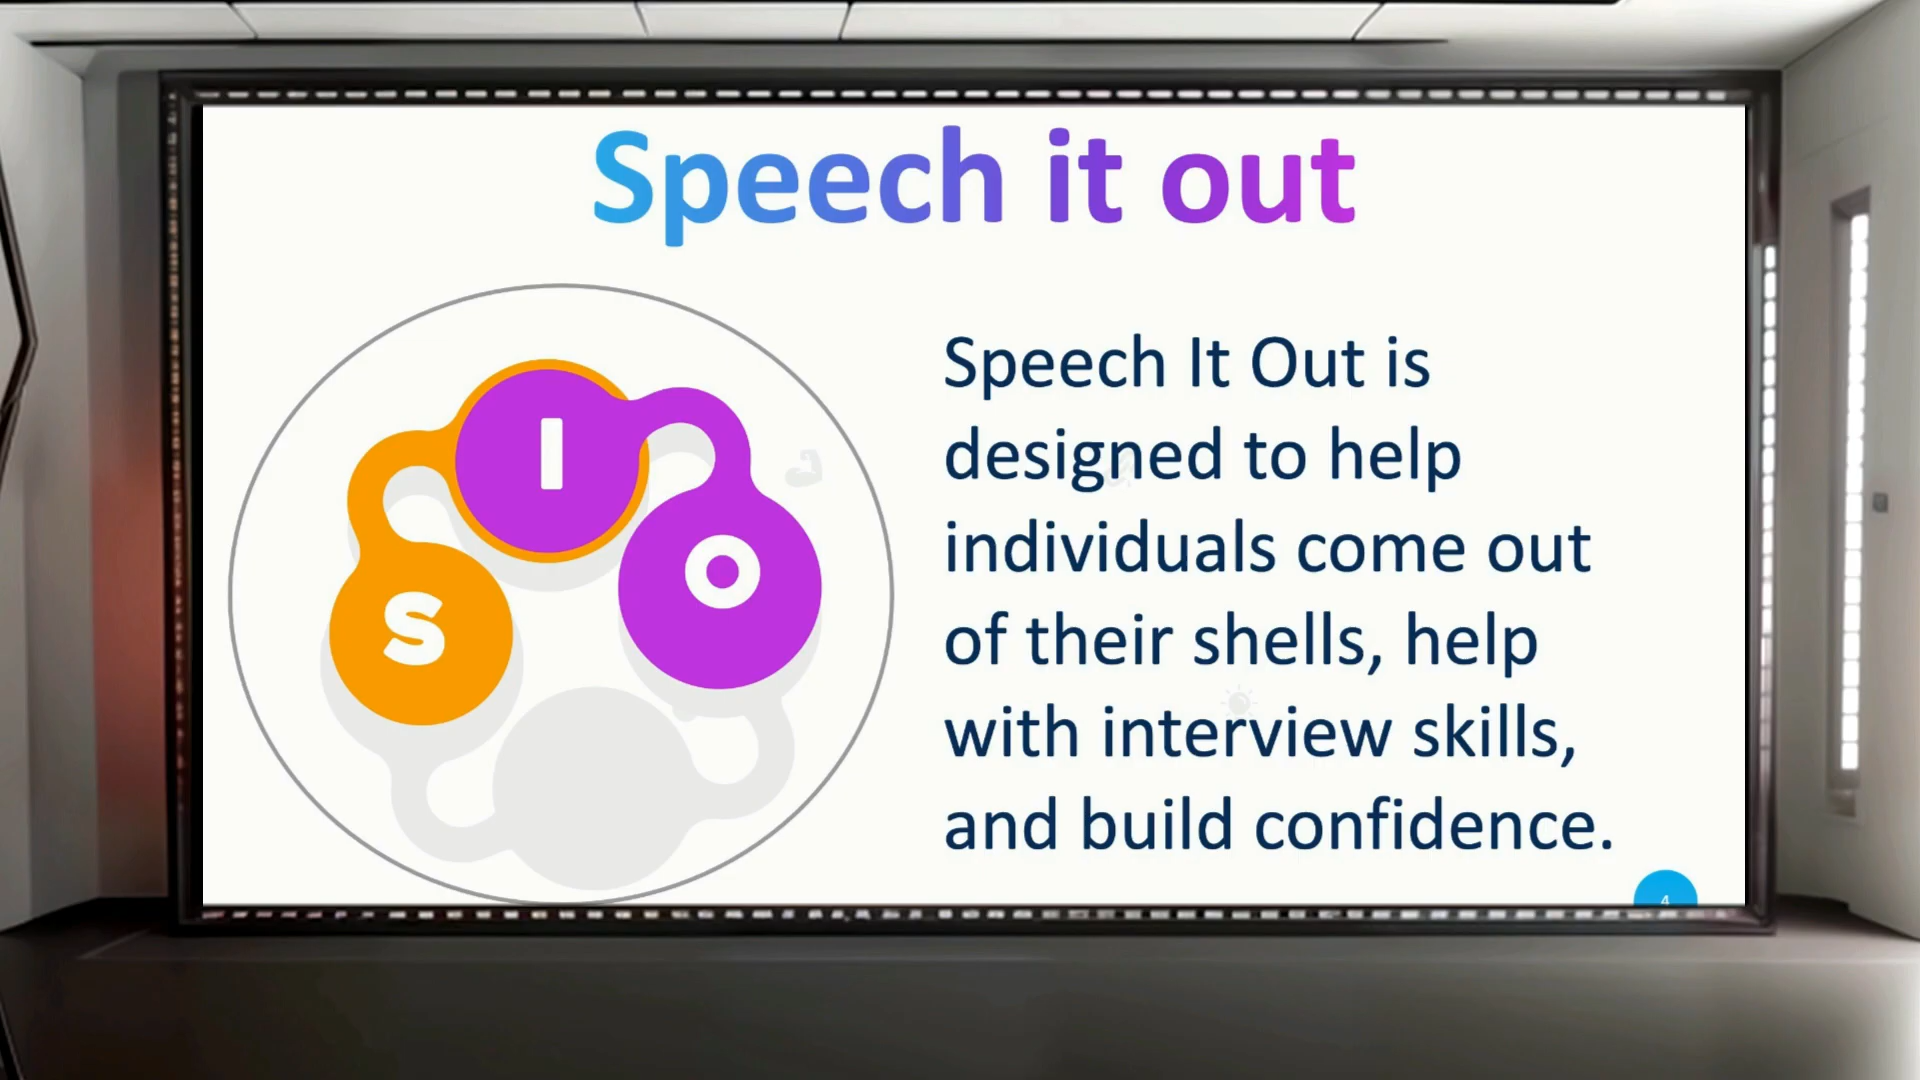 Speech it out
S
I
O
Speech It Out is
designed to help
individuals come out
of their shells, help
with interview skills,
and build confidence.
4